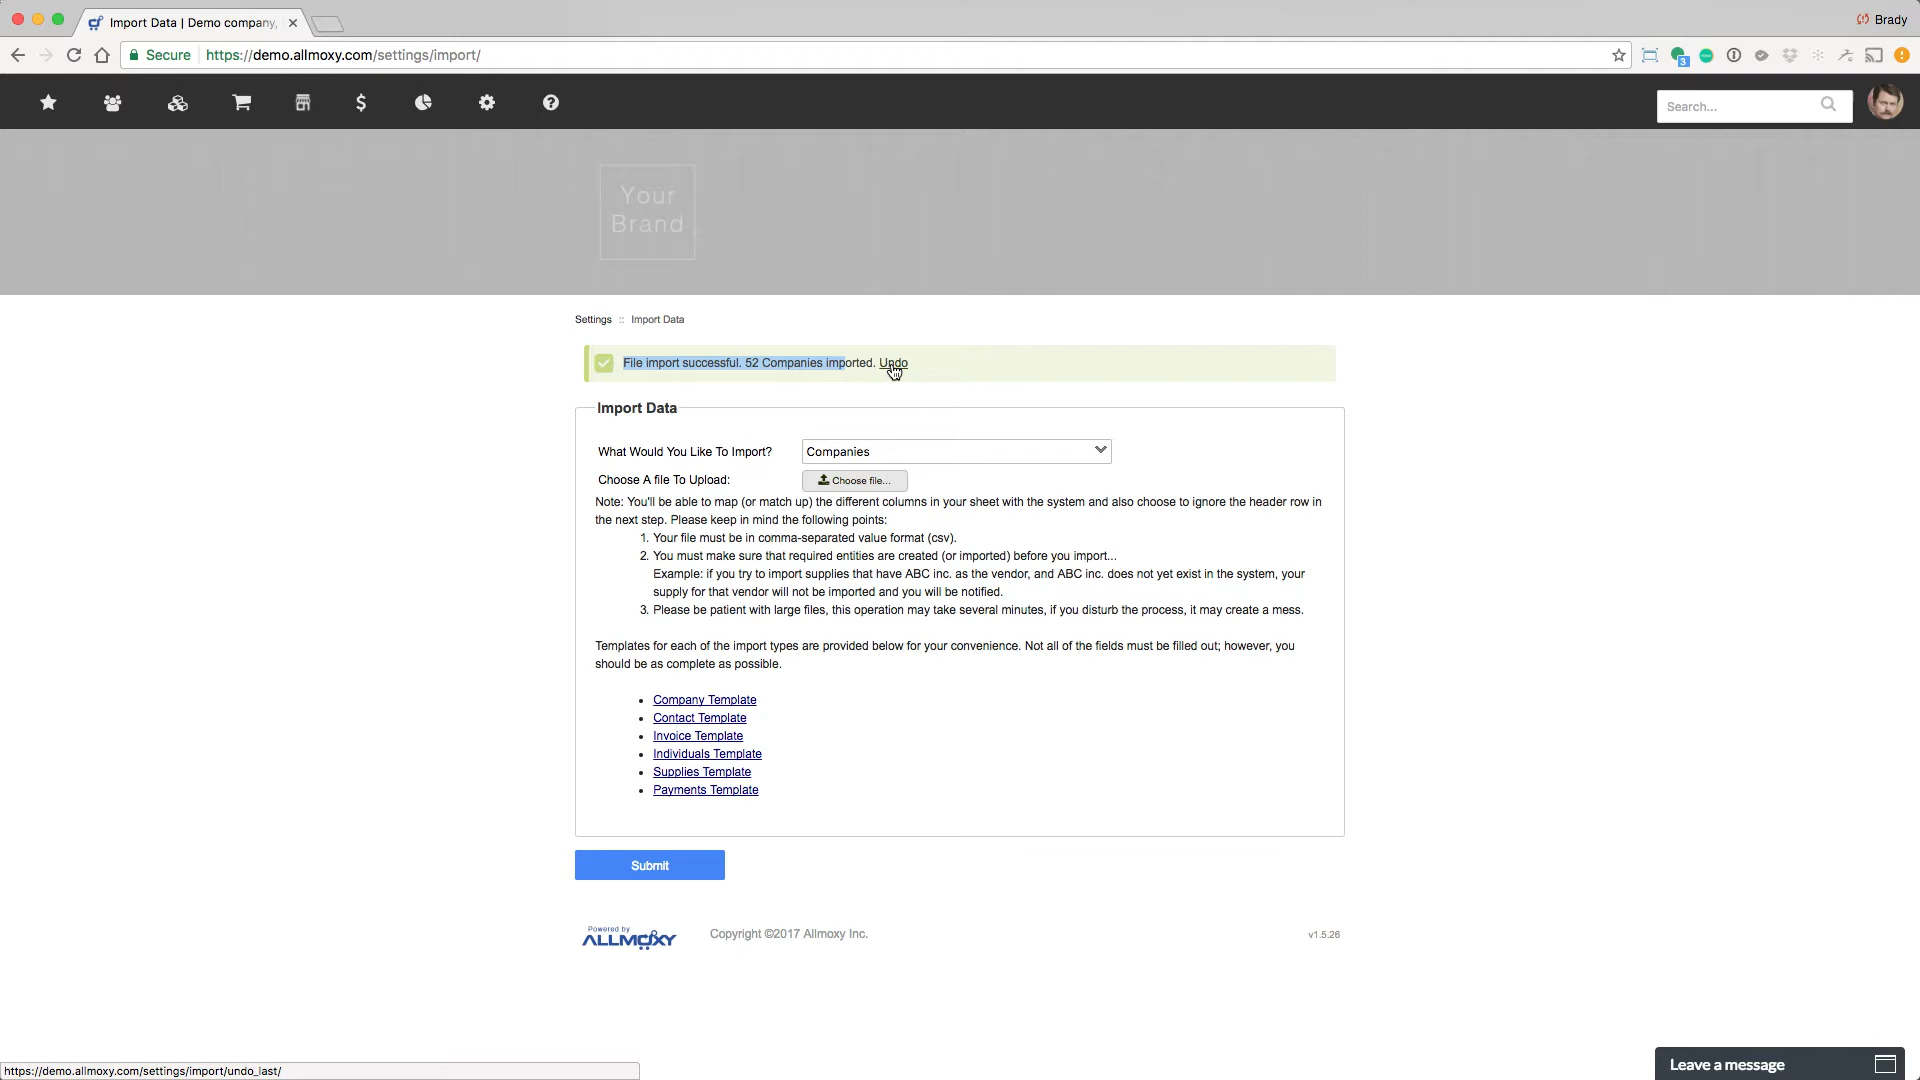 Import Data | Demo company,
Brady
Secure https://demo.allmoxy.com/settings/import/
3
Search...
Your
Brand
Settings :: Import Data
File import successful. 52 Companies imported. Undo
Import Data
What Would You Like To Import? Companies
Choose A file To Upload: Choose file...
Note: You'll be able to map (or match up) the different columns in your sheet with the system and also choose to ignore the header row in
the next step. Please keep in mind the following points:
1. Your file must be in comma-separated value format (csv).
2. You must make sure that required entities are created (or imported) before you import...
Example: if you try to import supplies that have ABC inc. as the vendor, and ABC inc. does not yet exist in the system, your
supply for that vendor will not be imported and you will be notified.
3. Please be patient with large files, this operation may take several minutes, if you disturb the process, it may create a mess.
Templates for each of the import types are provided below for your convenience. Not all of the fields must be filled out; however, you
should be as complete as possible.
• Company Template
• Contact Template
• Invoice Template
• Individuals Template
• Supplies Template
• Payments Template
Submit
Powered by
ALLMOXY
Copyright ©2017 Allmoxy Inc.
v1.5.26
Leave a message
https://demo.allmoxy.com/settings/import/undo_last/